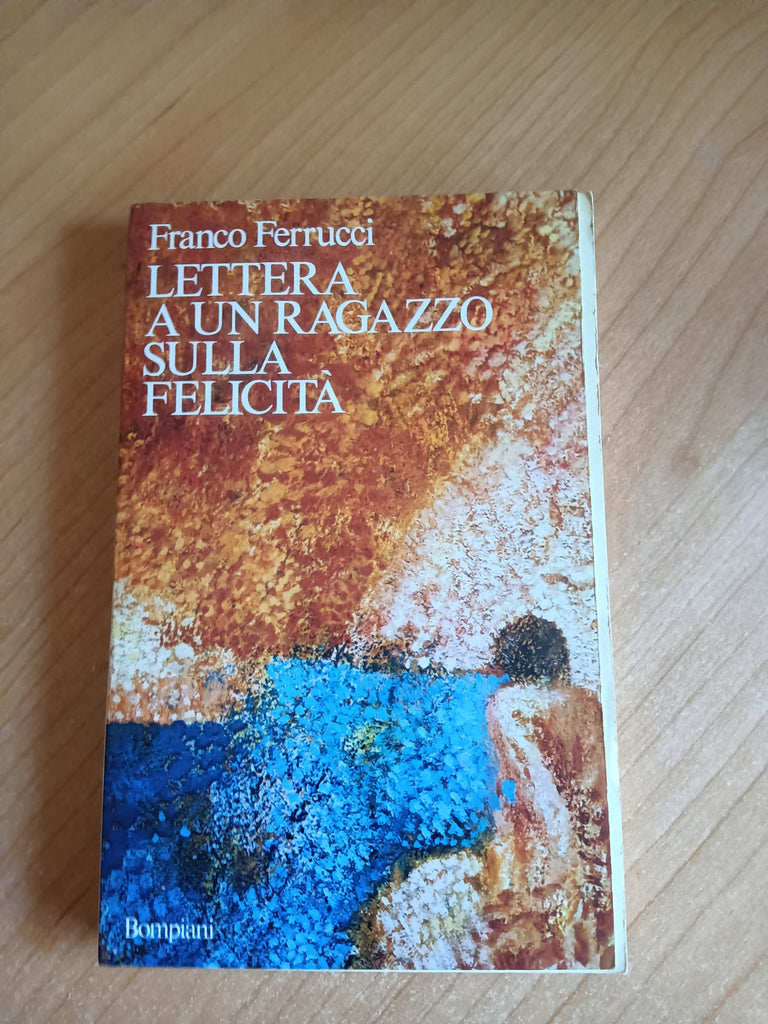 Franco Ferrucci
LETTERA
A UN RAGAZZO
SULLA
FELICITÀ
Bompiani